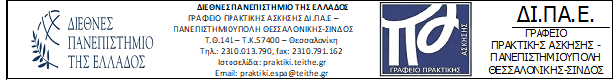 ΔΙΕΘΝΕΣ
ΠΑΝΕΠΙΣΤΗΜΙΟ
ΤΗΣ ΕΛΛΑΔΟΣ
ΔΙΕΘΝΕΣ ΠΑΝΕΠΙΣΤΗΜΙΟ ΤΗΣ ΕΛΛΑΔΟΣ
ΓΡΑΦΕΙΟ ΠΡΑΚΤΙΚΗΣ ΑΣΚΗΣΗΣ ΔΙ.ΠΑ.Ε –
ΠΑΝΕΠΙΣΤΗΜΙΟΥΠΟΛΗ ΘΕΣΣΑΛΟΝΙΚΗΣ-ΣΙΝΔΟΣ
Τ.Θ.141 – Τ.Κ.57400 – Θεσσαλονίκη
Τηλ: 2310.013.790, fax: 2310.791.162
Ιστοσελίδα: praktiki.teithe.gr
Email: praktiki.espa@teithe.gr
πα
ΑΣΚΗΣΗΣ
ΓΡΑΦΕΙΟ ΠΡΑΚΤΙΚΗΣ
ΔΙ.ΠΑ.Ε.
ΓΡΑΦΕΙΟ
ΠΡΑΚΤΙΚΗΣ ΑΣΚΗΣΗΣ -
ΠΑΝΕΠΙΣΤΗΜΙΟΥΠΟΛΗ
ΘΕΣΣΑΛΟΝΙΚΗΣ-ΣΙΝΔΟΣ